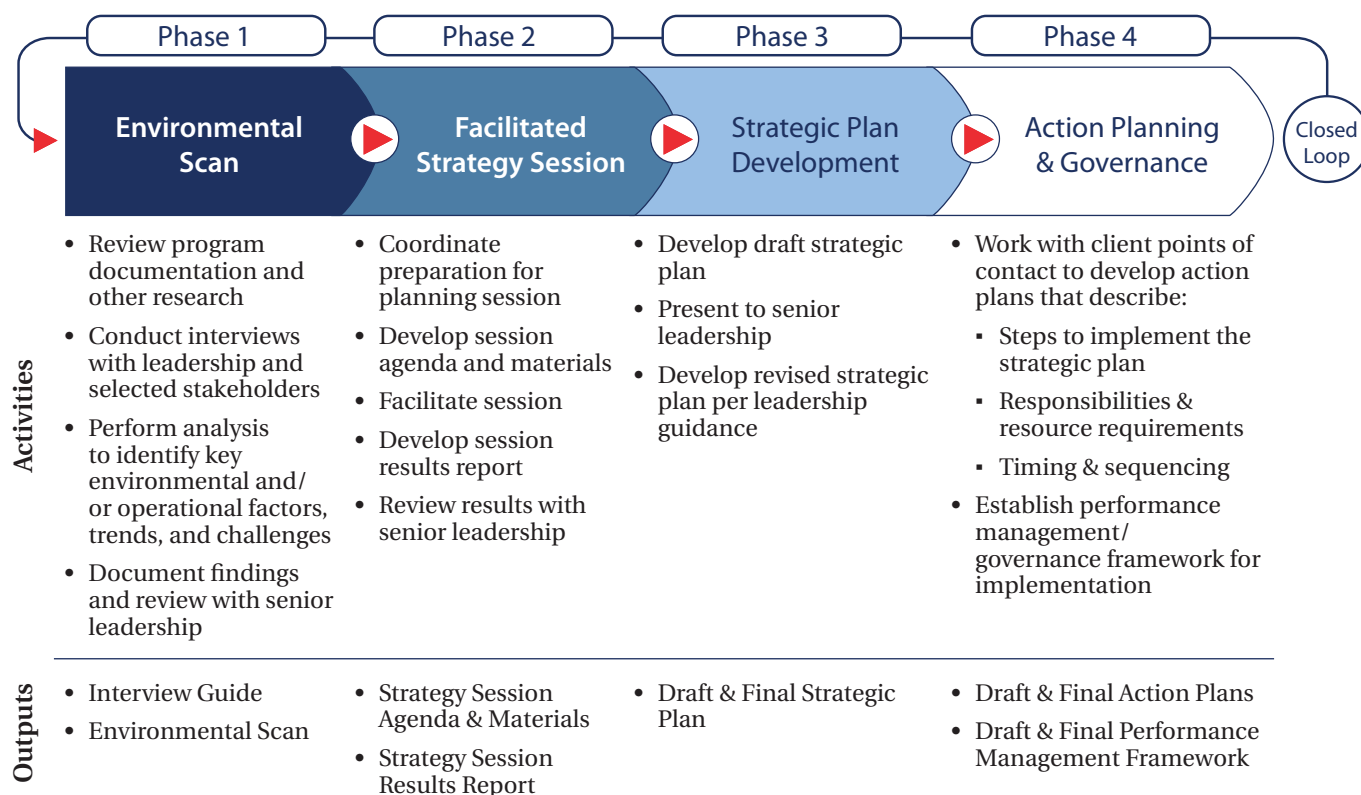 Phase 1
Phase 2
Phase 3
Phase 4
Environmental
Scan
Facilitated
Strategy Session
Strategic Plan
Development
Action Planning
& Governance
Closed
Loop
Activities
• Review program
documentation and
other research
• Conduct interviews
with leadership and
selected stakeholders
• Perform analysis
to identify key
environmental and/
or operational factors,
trends, and challenges
• Document findings
and review with senior
leadership
• Coordinate
preparation for
planning session
• Develop session
agenda and materials
• Facilitate session
• Develop session
results report
• Review results with
senior leadership
• Develop draft strategic
plan
• Present to senior
leadership
• Develop revised strategic
plan per leadership
guidance
• Work with client points of
contact to develop action
plans that describe:
▪ Steps to implement the
strategic plan
▪ Responsibilities &
resource requirements
▪ Timing & sequencing
• Establish performance
management/
governance framework for
implementation
Outputs
• Interview Guide
• Environmental Scan
• Strategy Session
Agenda & Materials
• Strategy Session
Results Report
• Draft & Final Strategic
Plan
• Draft & Final Action Plans
• Draft & Final Performance
Management Framework